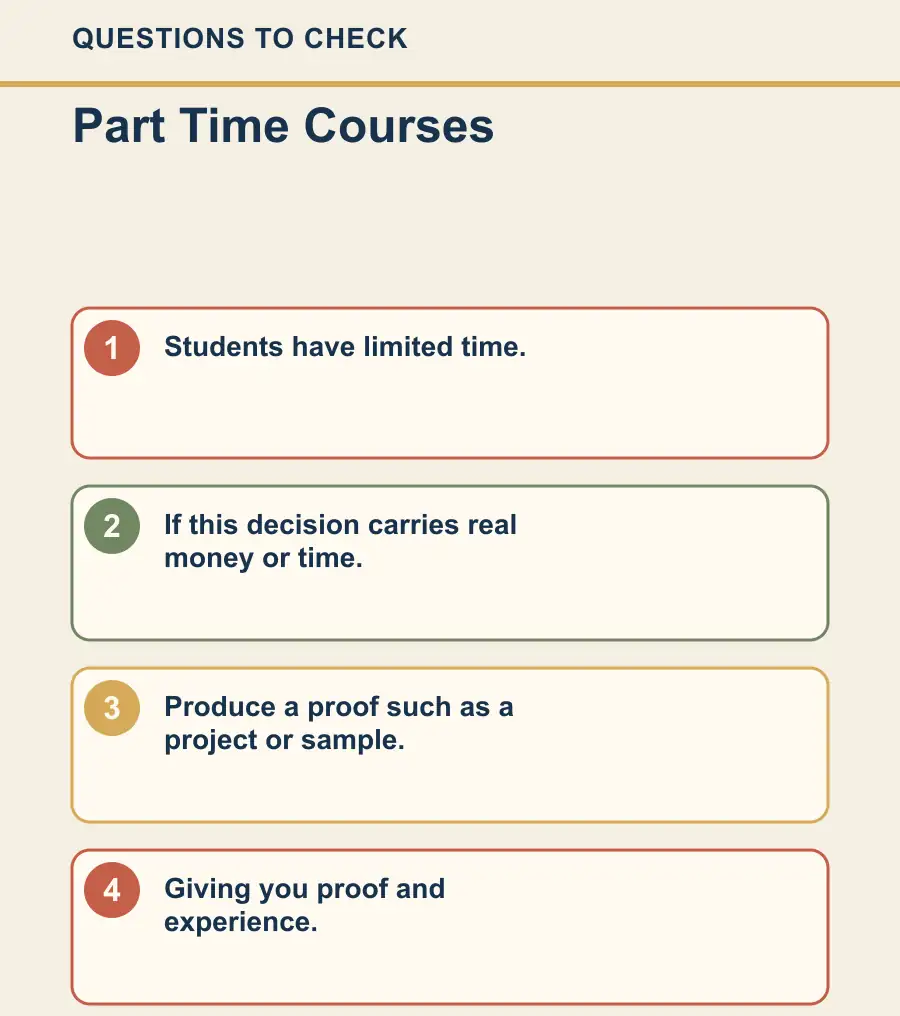 QUESTIONS TO CHECK
Part Time Courses
1
Students have limited time.
2
If this decision carries real
money or time.
3
Produce a proof such as a
project or sample.
4
Giving you proof and
experience.